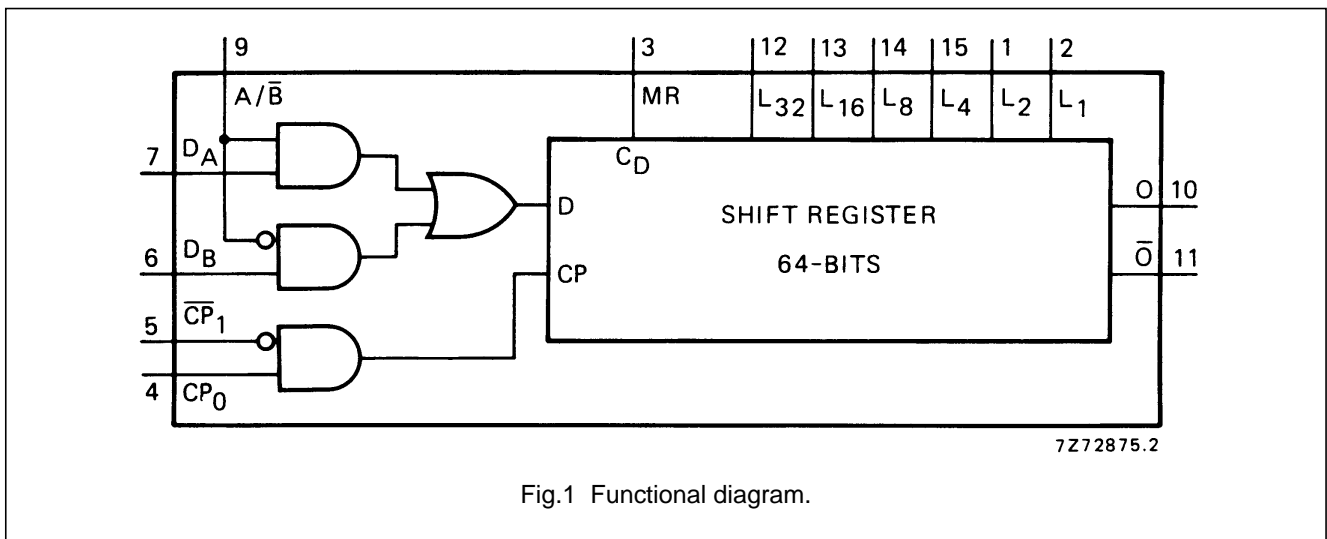 9 3 12 13 14 15 1 2
A/B̅ MR L32 L16 L8 L4 L2 L1
7 DA
CD
D SHIFT REGISTER O 10
6 DB
CP 64-BITS O̅ 11
5 C̅P̅1
4 CP0
7Z72875.2
Fig.1 Functional diagram.